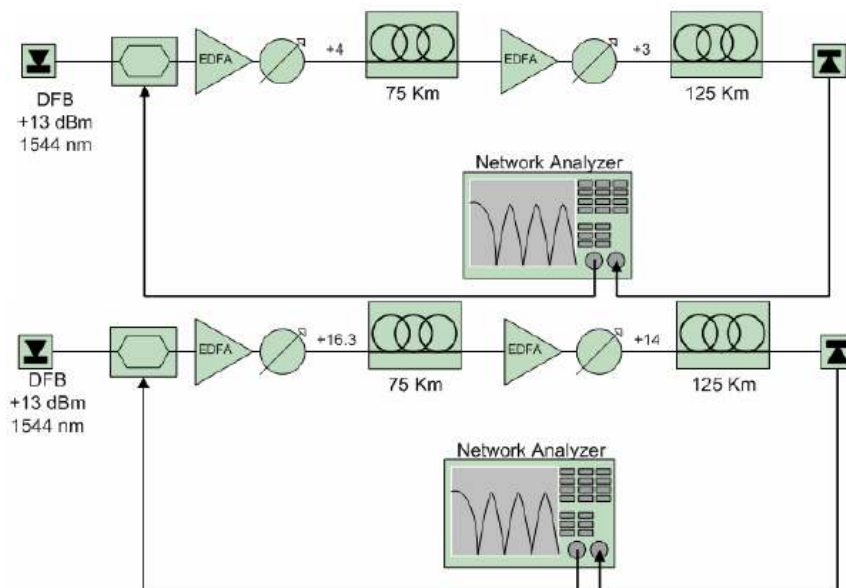 EDFA
+4
EDFA
+3
DFB
+13 dBm
1544 nm
75 Km
125 Km
Network Analyzer
EDFA
+16.3
EDFA
+14
DFB
+13 dBm
1544 nm
75 Km
125 Km
Network Analyzer